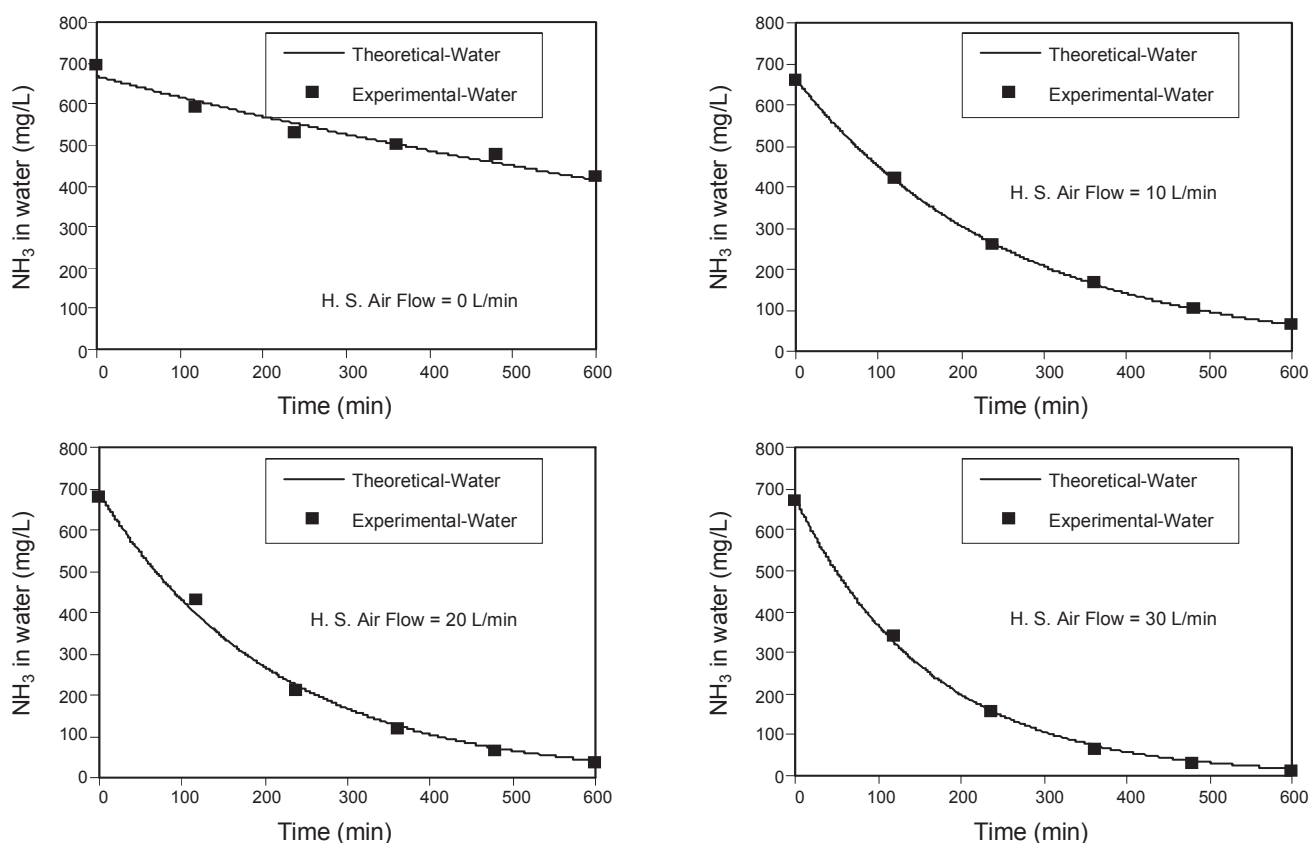 800
700
600
500
400
300
200
100
0
NH3 in water (mg/L)
Theoretical-Water
Experimental-Water
H. S. Air Flow = 0 L/min
0 100 200 300 400 500 600
Time (min)
800
700
600
500
400
300
200
100
0
NH3 in water (mg/L)
Theoretical-Water
Experimental-Water
H. S. Air Flow = 10 L/min
0 100 200 300 400 500 600
Time (min)
800
700
600
500
400
300
200
100
0
NH3 in water (mg/L)
Theoretical-Water
Experimental-Water
H. S. Air Flow = 20 L/min
0 100 200 300 400 500 600
Time (min)
800
700
600
500
400
300
200
100
0
NH3 in water (mg/L)
Theoretical-Water
Experimental-Water
H. S. Air Flow = 30 L/min
0 100 200 300 400 500 600
Time (min)